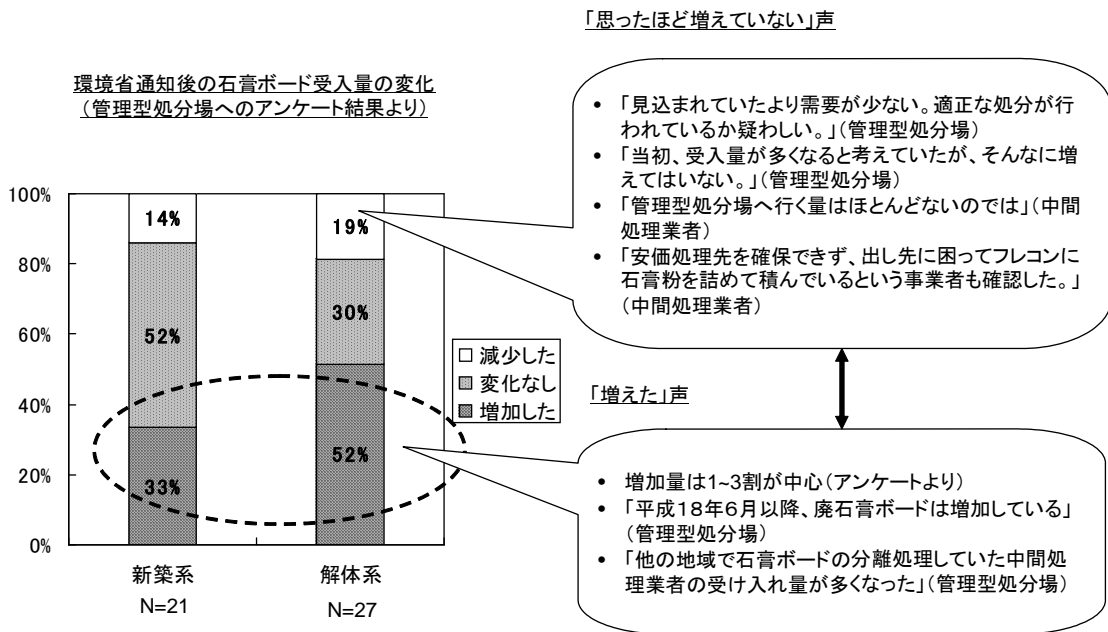 「思ったほど増えていない」声
環境省通知後の石膏ボード受入量の変化
(管理型処分場へのアンケート結果より)
• 「見込まれていたより需要が少ない。適正な処分が行
われているか疑わしい。」(管理型処分場)
• 「当初、受入量が多くなると考えていたが、そんなに増
えてはいない。」(管理型処分場)
• 「管理型処分場へ行く量はほとんどないのでは」(中間
処理業者)
• 「安価処理先を確保できず、出し先に困ってフレコンに
石膏粉を詰めて積んでいるという事業者も確認した。」
(中間処理業者)
100%
80%
60%
40%
20%
0%
14%
52%
33%
19%
30%
52%
減少した
変化なし
増加した
新築系
N=21
解体系
N=27
「増えた」声
• 増加量は1~3割が中心(アンケートより)
• 「平成18年6月以降、廃石膏ボードは増加している」
(管理型処分場)
• 「他の地域で石膏ボードの分離処理していた中間処
理業者の受け入れ量が多くなった」(管理型処分場)